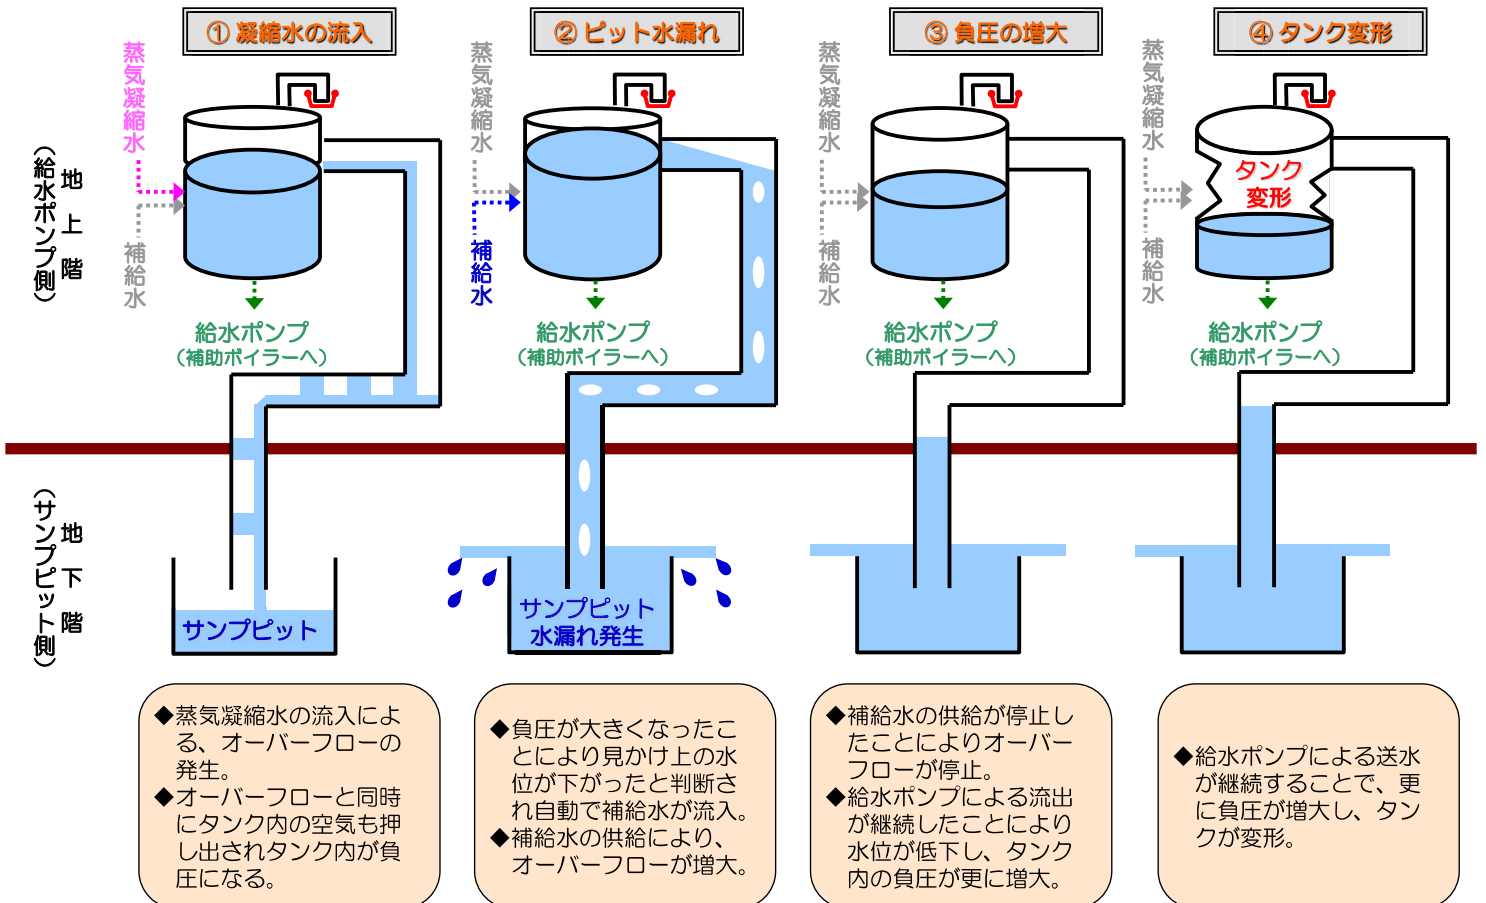 ① 凝縮水の流入
② ピット水漏れ
③ 負圧の増大
④ タンク変形
地上階
（給水ポンプ側）
地下階
（サンプピット側）
蒸気凝縮水
補給水
給水ポンプ
（補助ボイラーへ）
サンプピット
蒸気凝縮水
補給水
給水ポンプ
（補助ボイラーへ）
サンプピット
水漏れ発生
蒸気凝縮水
補給水
給水ポンプ
（補助ボイラーへ）
蒸気凝縮水
補給水
タンク
変形
給水ポンプ
（補助ボイラーへ）
◆蒸気凝縮水の流入によ
る、オーバーフローの
発生。
◆オーバーフローと同時
にタンク内の空気も押
し出されタンク内が負
圧になる。
◆負圧が大きくなったこ
とにより見かけ上の水
位が下がったと判断さ
れ自動で補給水が流入。
◆補給水の供給により、
オーバーフローが増大。
◆補給水の供給が停止し
たことによりオーバー
フローが停止。
◆給水ポンプによる流出
が継続したことにより
水位が低下し、タンク
内の負圧が更に増大。
◆給水ポンプによる送水
が継続することで、更
に負圧が増大し、タン
クが変形。